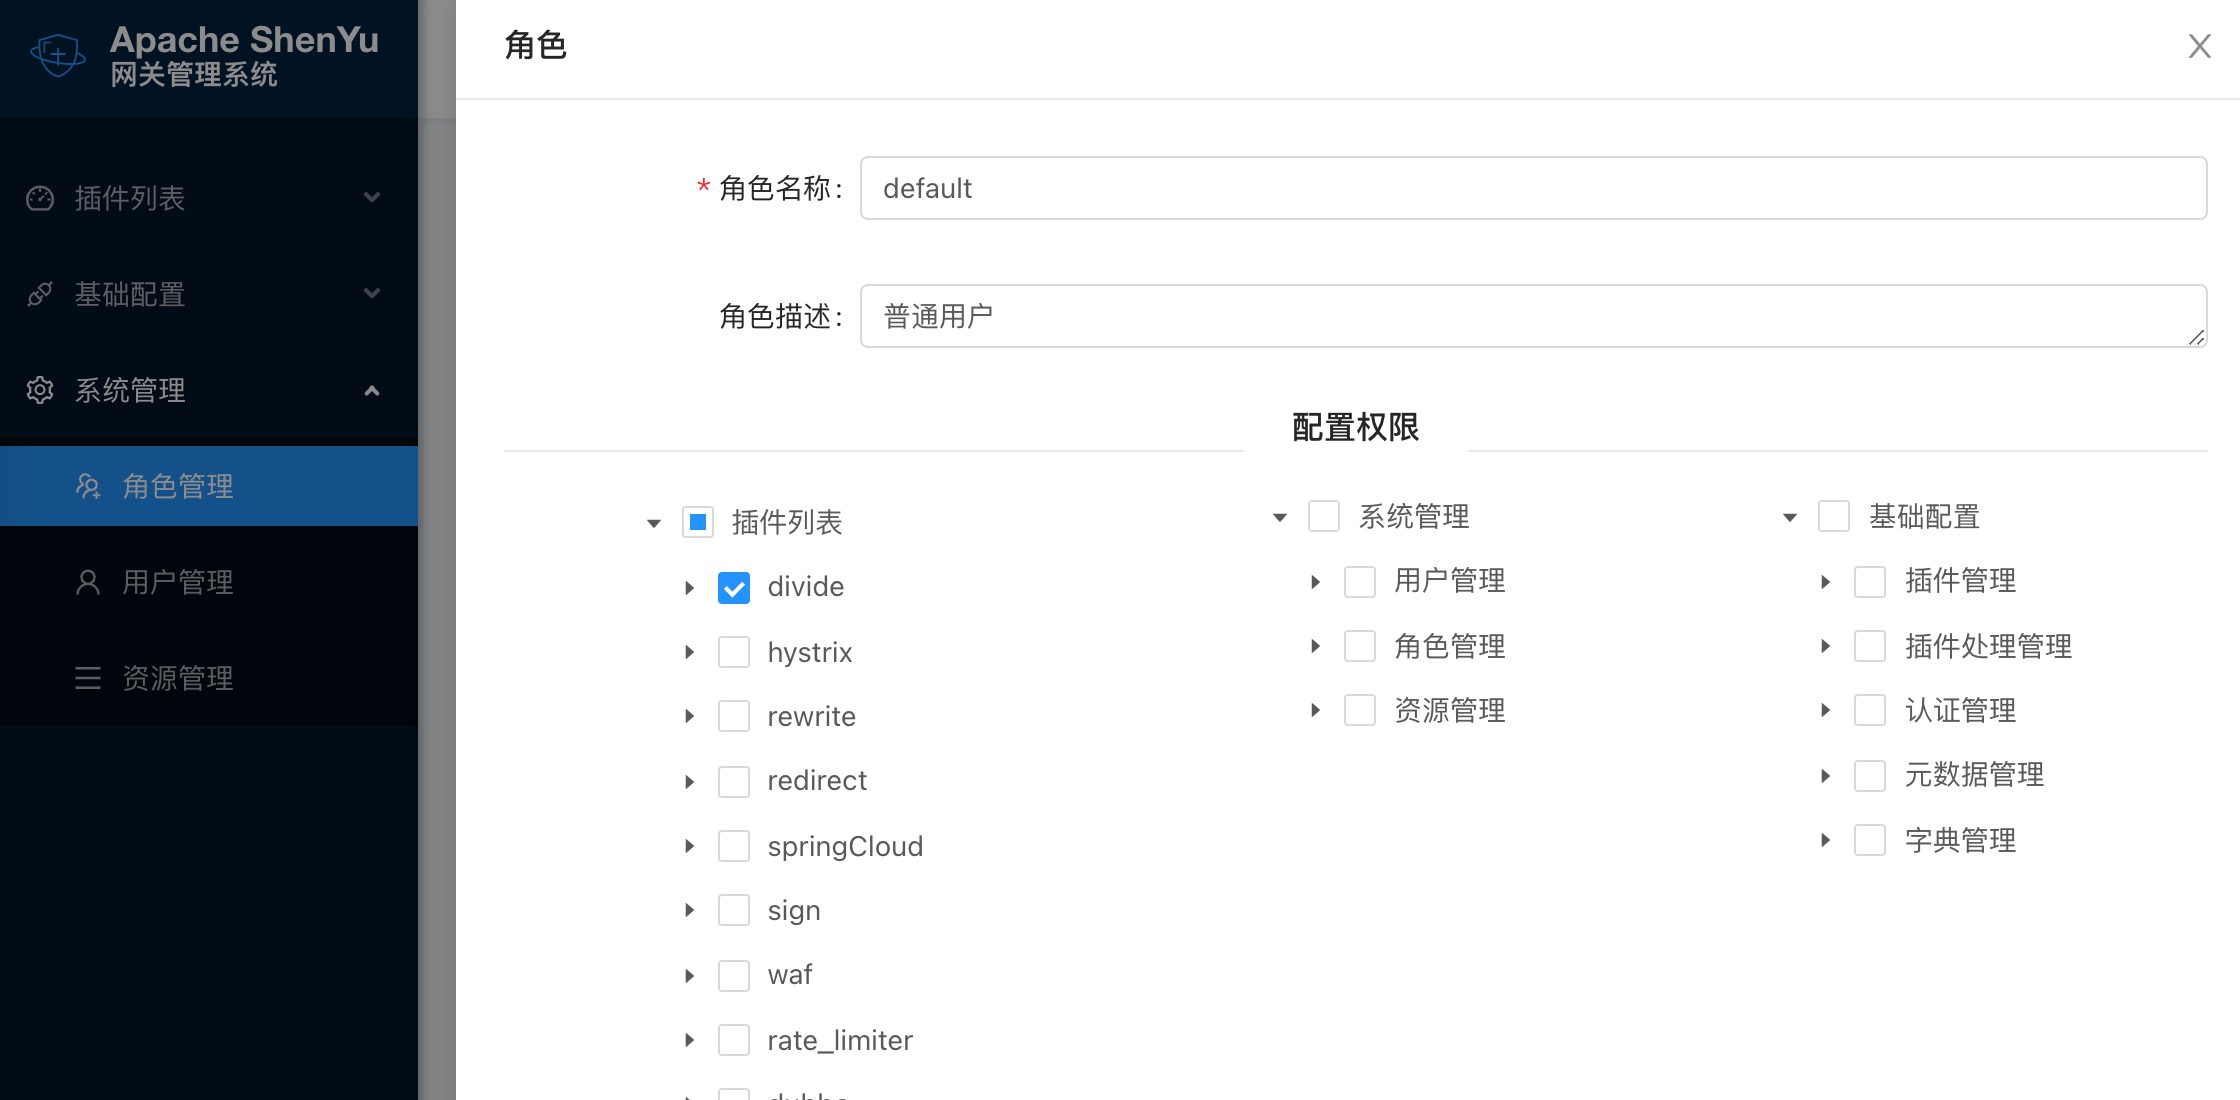 Apache ShenYu
网关管理系统
插件列表
基础配置
系统管理
角色管理
用户管理
资源管理
角色
* 角色名称:
default
角色描述:
普通用户
配置权限
插件列表
divide
hystrix
rewrite
redirect
springCloud
sign
waf
rate_limiter
系统管理
用户管理
角色管理
资源管理
基础配置
插件管理
插件处理管理
认证管理
元数据管理
字典管理